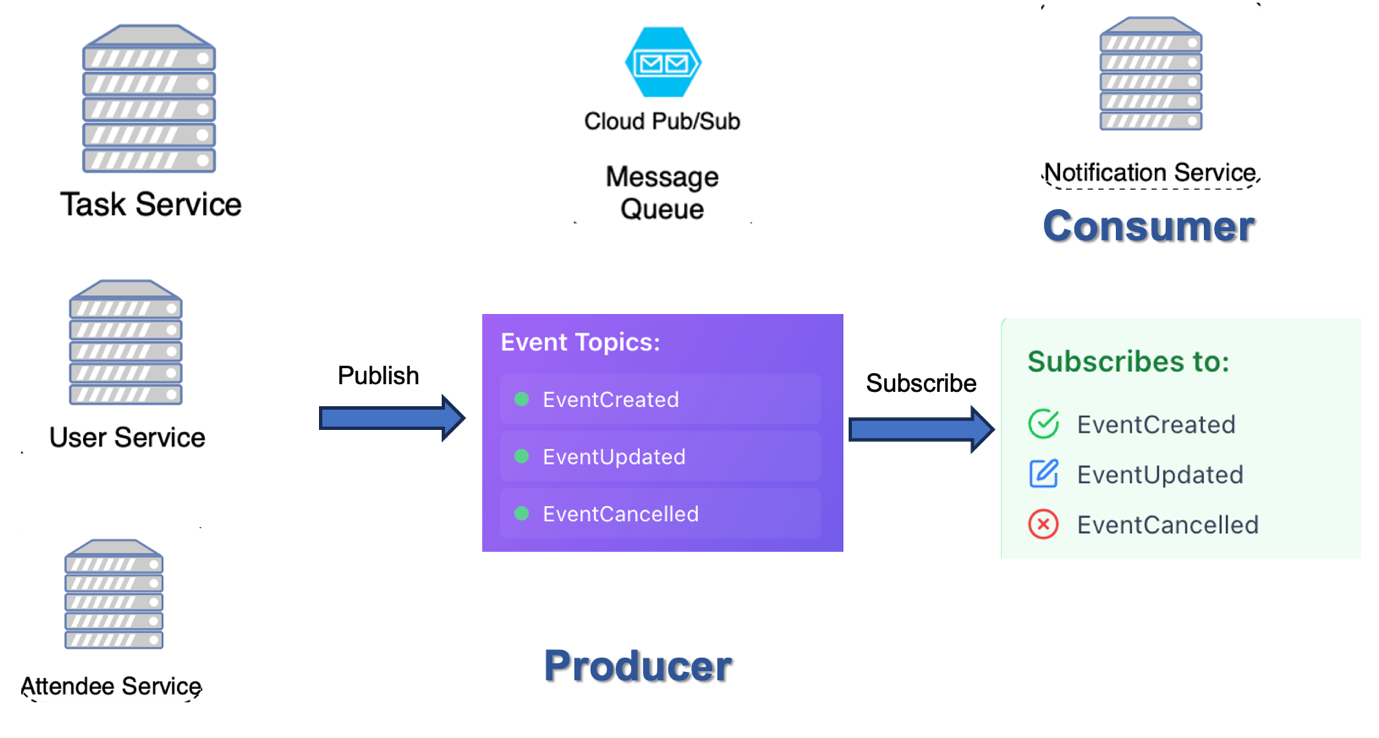 Task Service
User Service
Attendee Service
Publish
Cloud Pub/Sub
Message
Queue
Event Topics:
EventCreated
EventUpdated
EventCancelled
Producer
Subscribe
Notification Service
Consumer
Subscribes to:
EventCreated
EventUpdated
EventCancelled